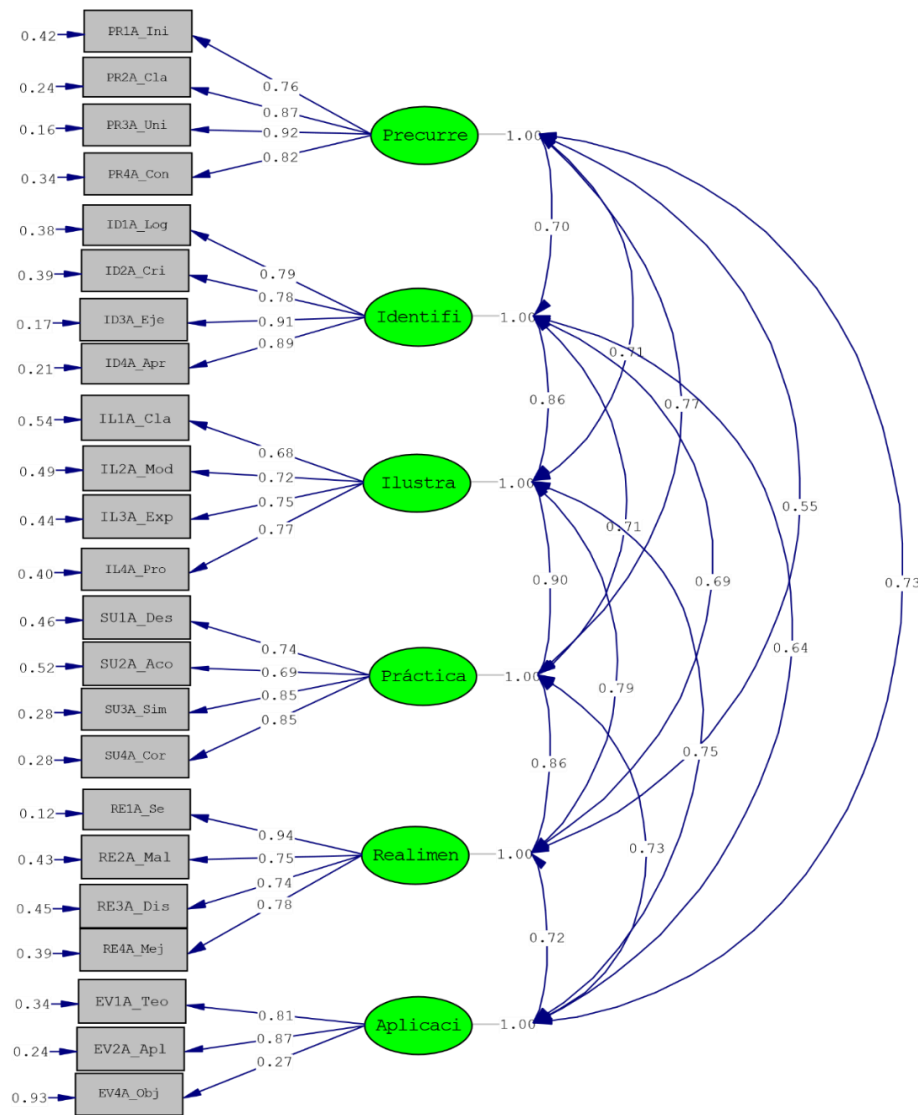 0.42 PR1A_Ini
0.76
0.24 PR2A_Cla
0.87
0.16 PR3A_Uni
0.92
Precurre 1.00
0.82
0.34 PR4A_Con
0.38 ID1A_Log
0.70
0.79
0.39 ID2A_Cri
0.78
0.17 ID3A_Eje
0.91
Identifi 1.00
0.89
0.21 ID4A_Apr
0.71
0.77
0.86
0.54 IL1A_Cla
0.68
0.49 IL2A_Mod
0.72
Ilustra 1.00
0.75
0.44 IL3A_Exp
0.55
0.77
0.71
0.69
0.40 IL4A_Pro
0.90
0.73
0.46 SU1A_Des
0.74
0.64
0.52 SU2A_Aco
0.69
Práctica 1.00
0.85
0.79
0.28 SU3A_Sim
0.85
0.28 SU4A_Cor
0.75
0.86
0.12 RE1A_Se
0.94
0.73
0.43 RE2A_Mal
0.75
Realimen 1.00
0.74
0.45 RE3A_Dis
0.78
0.39 RE4A_Mej
0.72
0.34 EV1A_Teo
0.81
Aplicaci 1.00
0.87
0.24 EV2A_Apl
0.27
0.93 EV4A_Obj